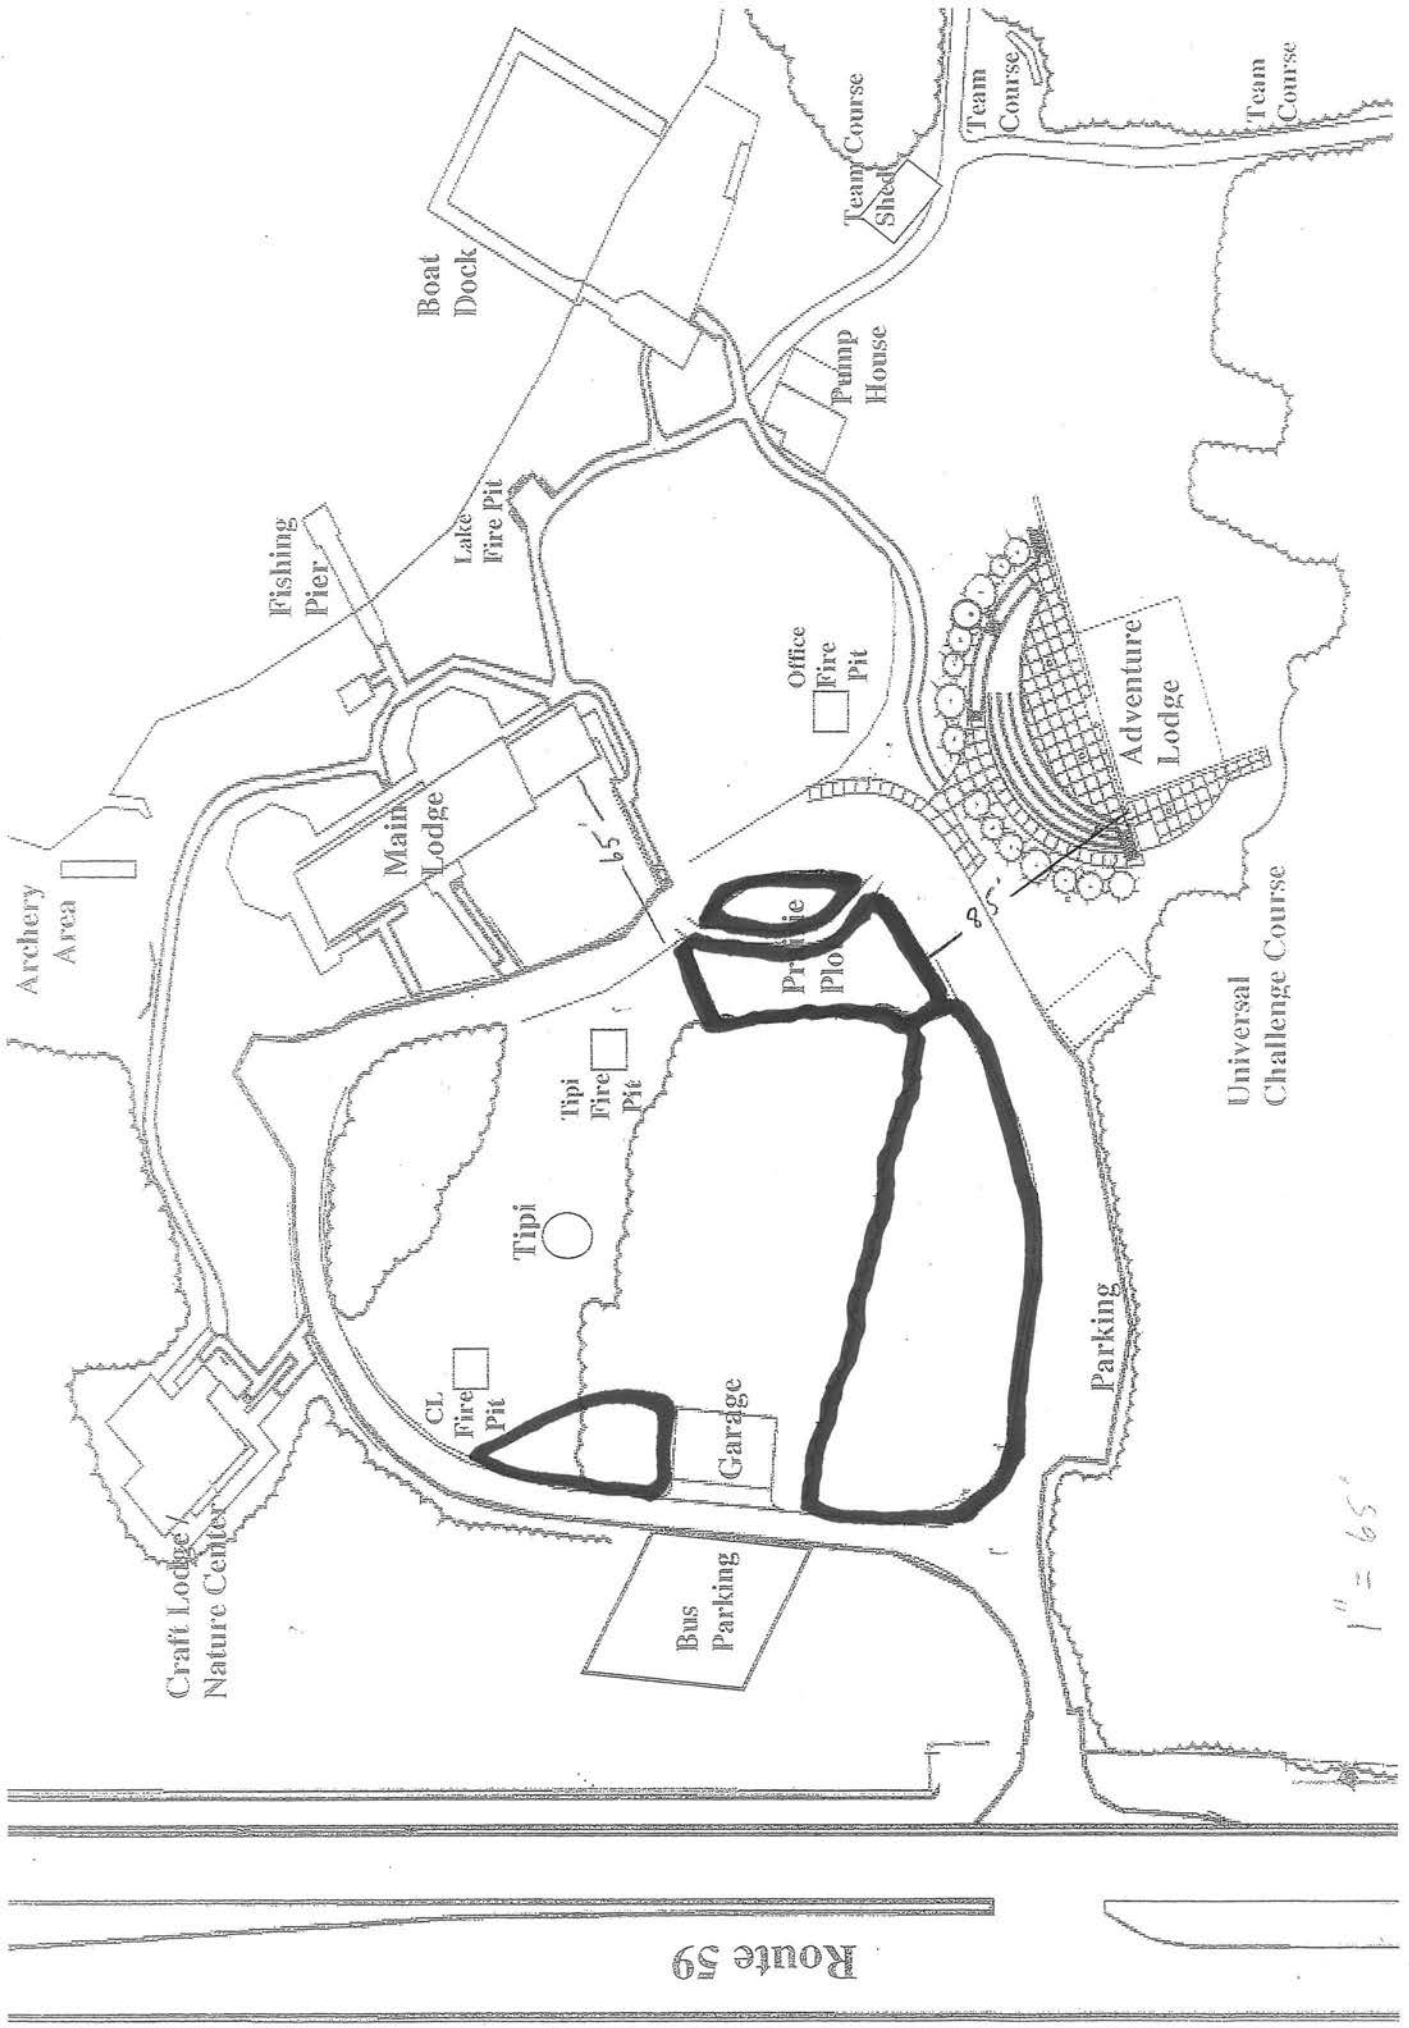 Archery
Area
Fishing
Pier
Boat
Dock
Lake
Fire Pit
Main
Lodge
65'
Office
Fire
Pit
Pump
House
Team Course
Shed
Team
Course
Team
Course
Adventure
Lodge
85'
Universal
Challenge Course
Prairie
Plo
Tipi
Fire
Pit
Tipi
CL
Fire
Pit
Garage
Parking
Craft Lodge/
Nature Center
Bus
Parking
Route 59
1" = 65'